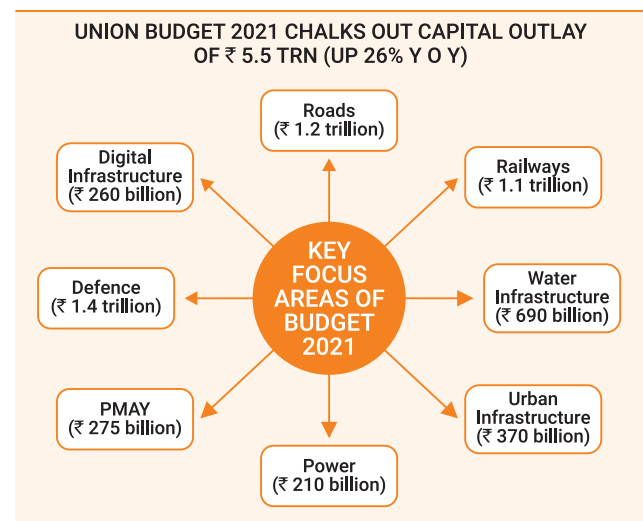 UNION BUDGET 2021 CHALKS OUT CAPITAL OUTLAY
OF ₹ 5.5 TRN (UP 26% Y O Y)
Roads
(₹ 1.2 trillion)
Digital
Infrastructure
(₹ 260 billion)
Railways
(₹ 1.1 trillion)
KEY
FOCUS
AREAS OF
BUDGET
2021
Defence
(₹ 1.4 trillion)
Water
Infrastructure
(₹ 690 billion)
PMAY
(₹ 275 billion)
Urban
Infrastructure
(₹ 370 billion)
Power
(₹ 210 billion)